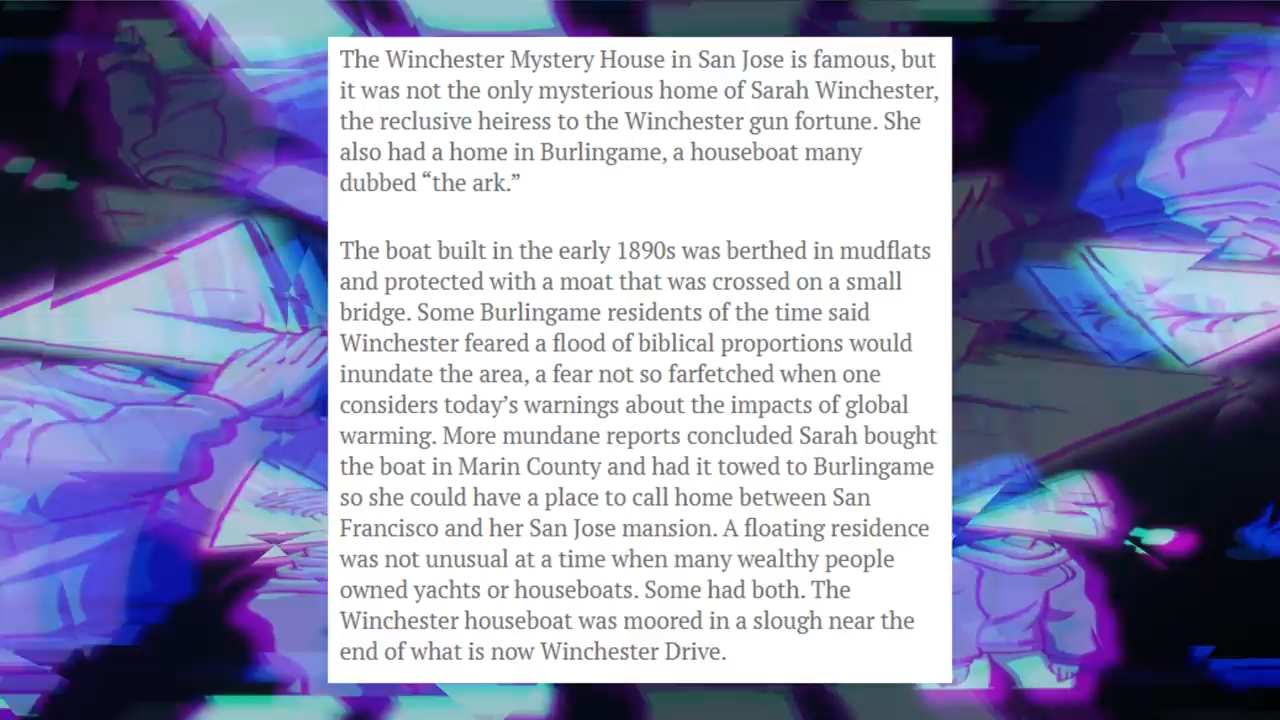 The Winchester Mystery House in San Jose is famous, but
it was not the only mysterious home of Sarah Winchester,
the reclusive heiress to the Winchester gun fortune. She
also had a home in Burlingame, a houseboat many
dubbed “the ark.”
The boat built in the early 1890s was berthed in mudflats
and protected with a moat that was crossed on a small
bridge. Some Burlingame residents of the time said
Winchester feared a flood of biblical proportions would
inundate the area, a fear not so farfetched when one
considers today’s warnings about the impacts of global
warming. More mundane reports concluded Sarah bought
the boat in Marin County and had it towed to Burlingame
so she could have a place to call home between San
Francisco and her San Jose mansion. A floating residence
was not unusual at a time when many wealthy people
owned yachts or houseboats. Some had both. The
Winchester houseboat was moored in a slough near the
end of what is now Winchester Drive.